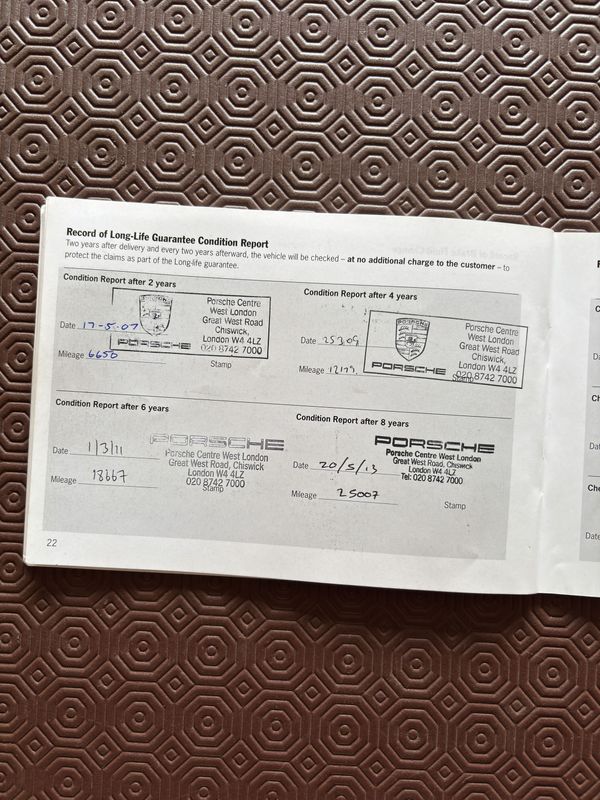 Record of Long-Life Guarantee Condition Report
Two years after delivery and every two years afterward, the vehicle will be checked – at no additional charge to the customer – to
protect the claims as part of the Long-life guarantee.
Condition Report after 2 years
Date 17-5-07
Mileage 6650
PORSCHE
Porsche Centre
West London
Great West Road
Chiswick,
London W4 4LZ
020 8742 7000
Stamp
Condition Report after 4 years
Date
Mileage
PORSCHE
Porsche Centre
West London
Great West Road
Chiswick,
London W4 4LZ
020 8742 7000
Stamp
Condition Report after 6 years
Date 1/3/11
Mileage 18667
PORSCHE
Porsche Centre West London
Great West Road, Chiswick
London W4 4LZ
020 8742 7000
Stamp
Condition Report after 8 years
Date 20/5/13
Mileage 25007
PORSCHE
Porsche Centre West London
Great West Road, Chiswick
London W4 4LZ
Tel: 020 8742 7000
Stamp
22